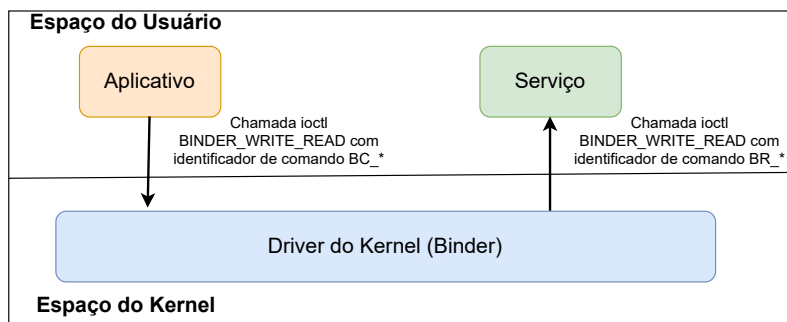 Espaço do Usuário
Aplicativo
Serviço
Chamada ioctl
BINDER_WRITE_READ com
identificador de comando BC_*
Chamada ioctl
BINDER_WRITE_READ com
identificador de comando BR_*
Driver do Kernel (Binder)
Espaço do Kernel